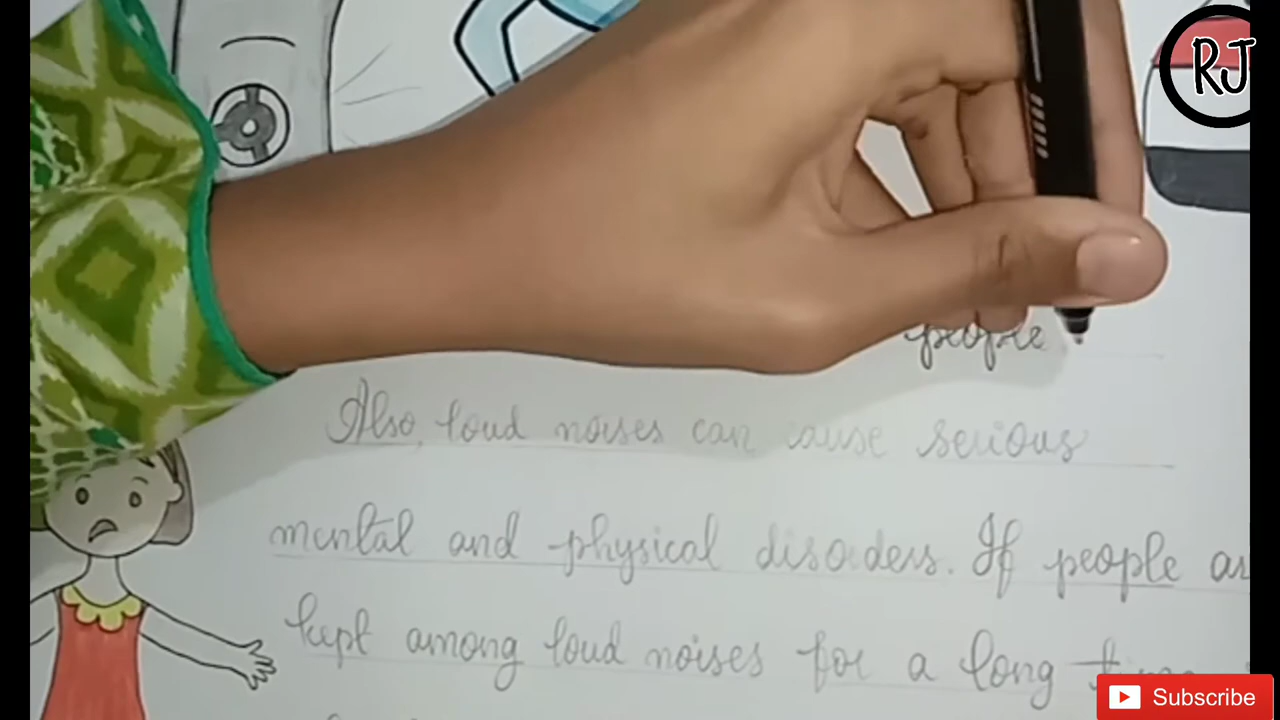 RJ
people
Also, loud noises can cause serious
mental and physical disorders. If people
kept among loud noises for a long time
Subscribe